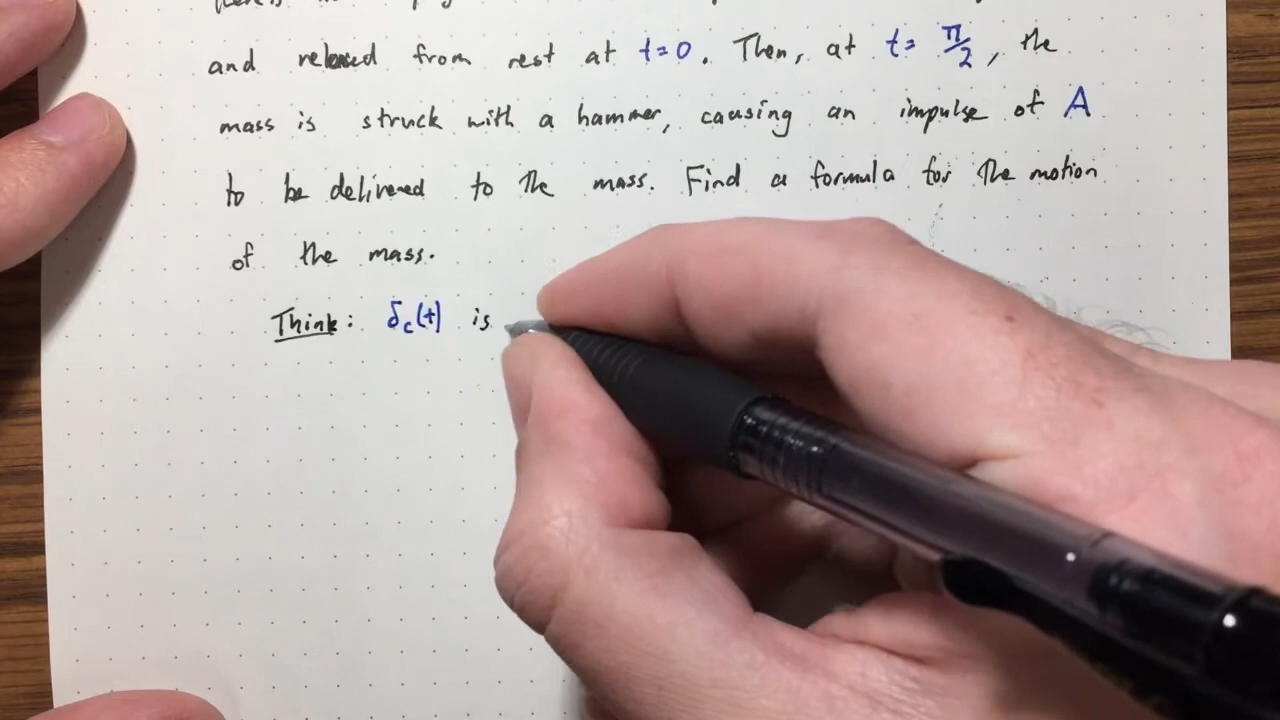 and released from rest at t=0. Then, at t= π/2, the
mass is struck with a hammer, causing an impulse of A
to be delivered to the mass. Find a formula for the motion
of the mass.
Think: δc(t) is